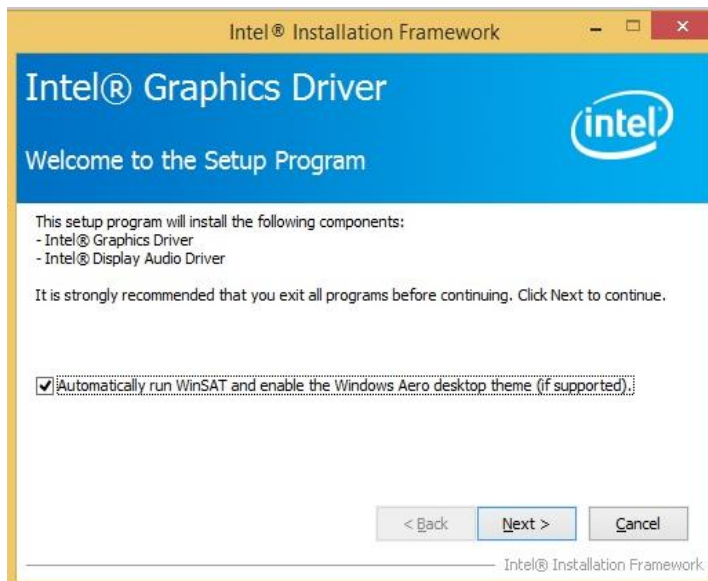 Intel® Installation Framework
Intel® Graphics Driver
intel
Welcome to the Setup Program
This setup program will install the following components:
- Intel® Graphics Driver
- Intel® Display Audio Driver
It is strongly recommended that you exit all programs before continuing. Click Next to continue.
Automatically run WinSAT and enable the Windows Aero desktop theme (if supported).
< Back Next > Cancel
Intel® Installation Framework